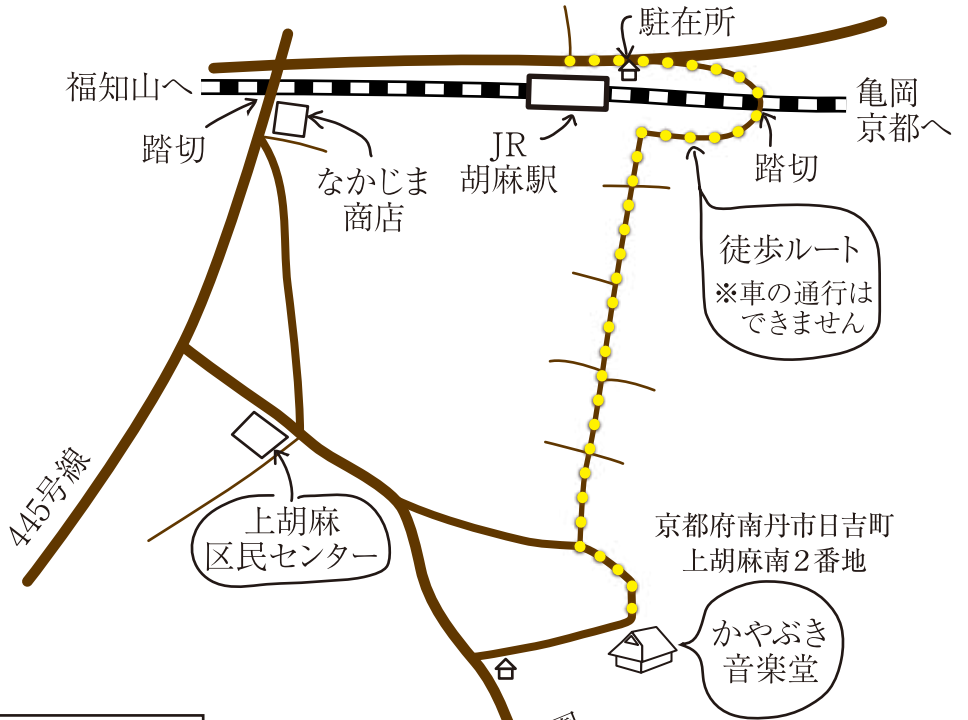 駐在所
福知山へ
亀岡
京都へ
踏切
なかじま
商店
JR
胡麻駅
踏切
徒歩ルート
※車の通行は
できません
445号線
上胡麻
区民センター
京都府南丹市日吉町
上胡麻南２番地
かやぶき
音楽堂